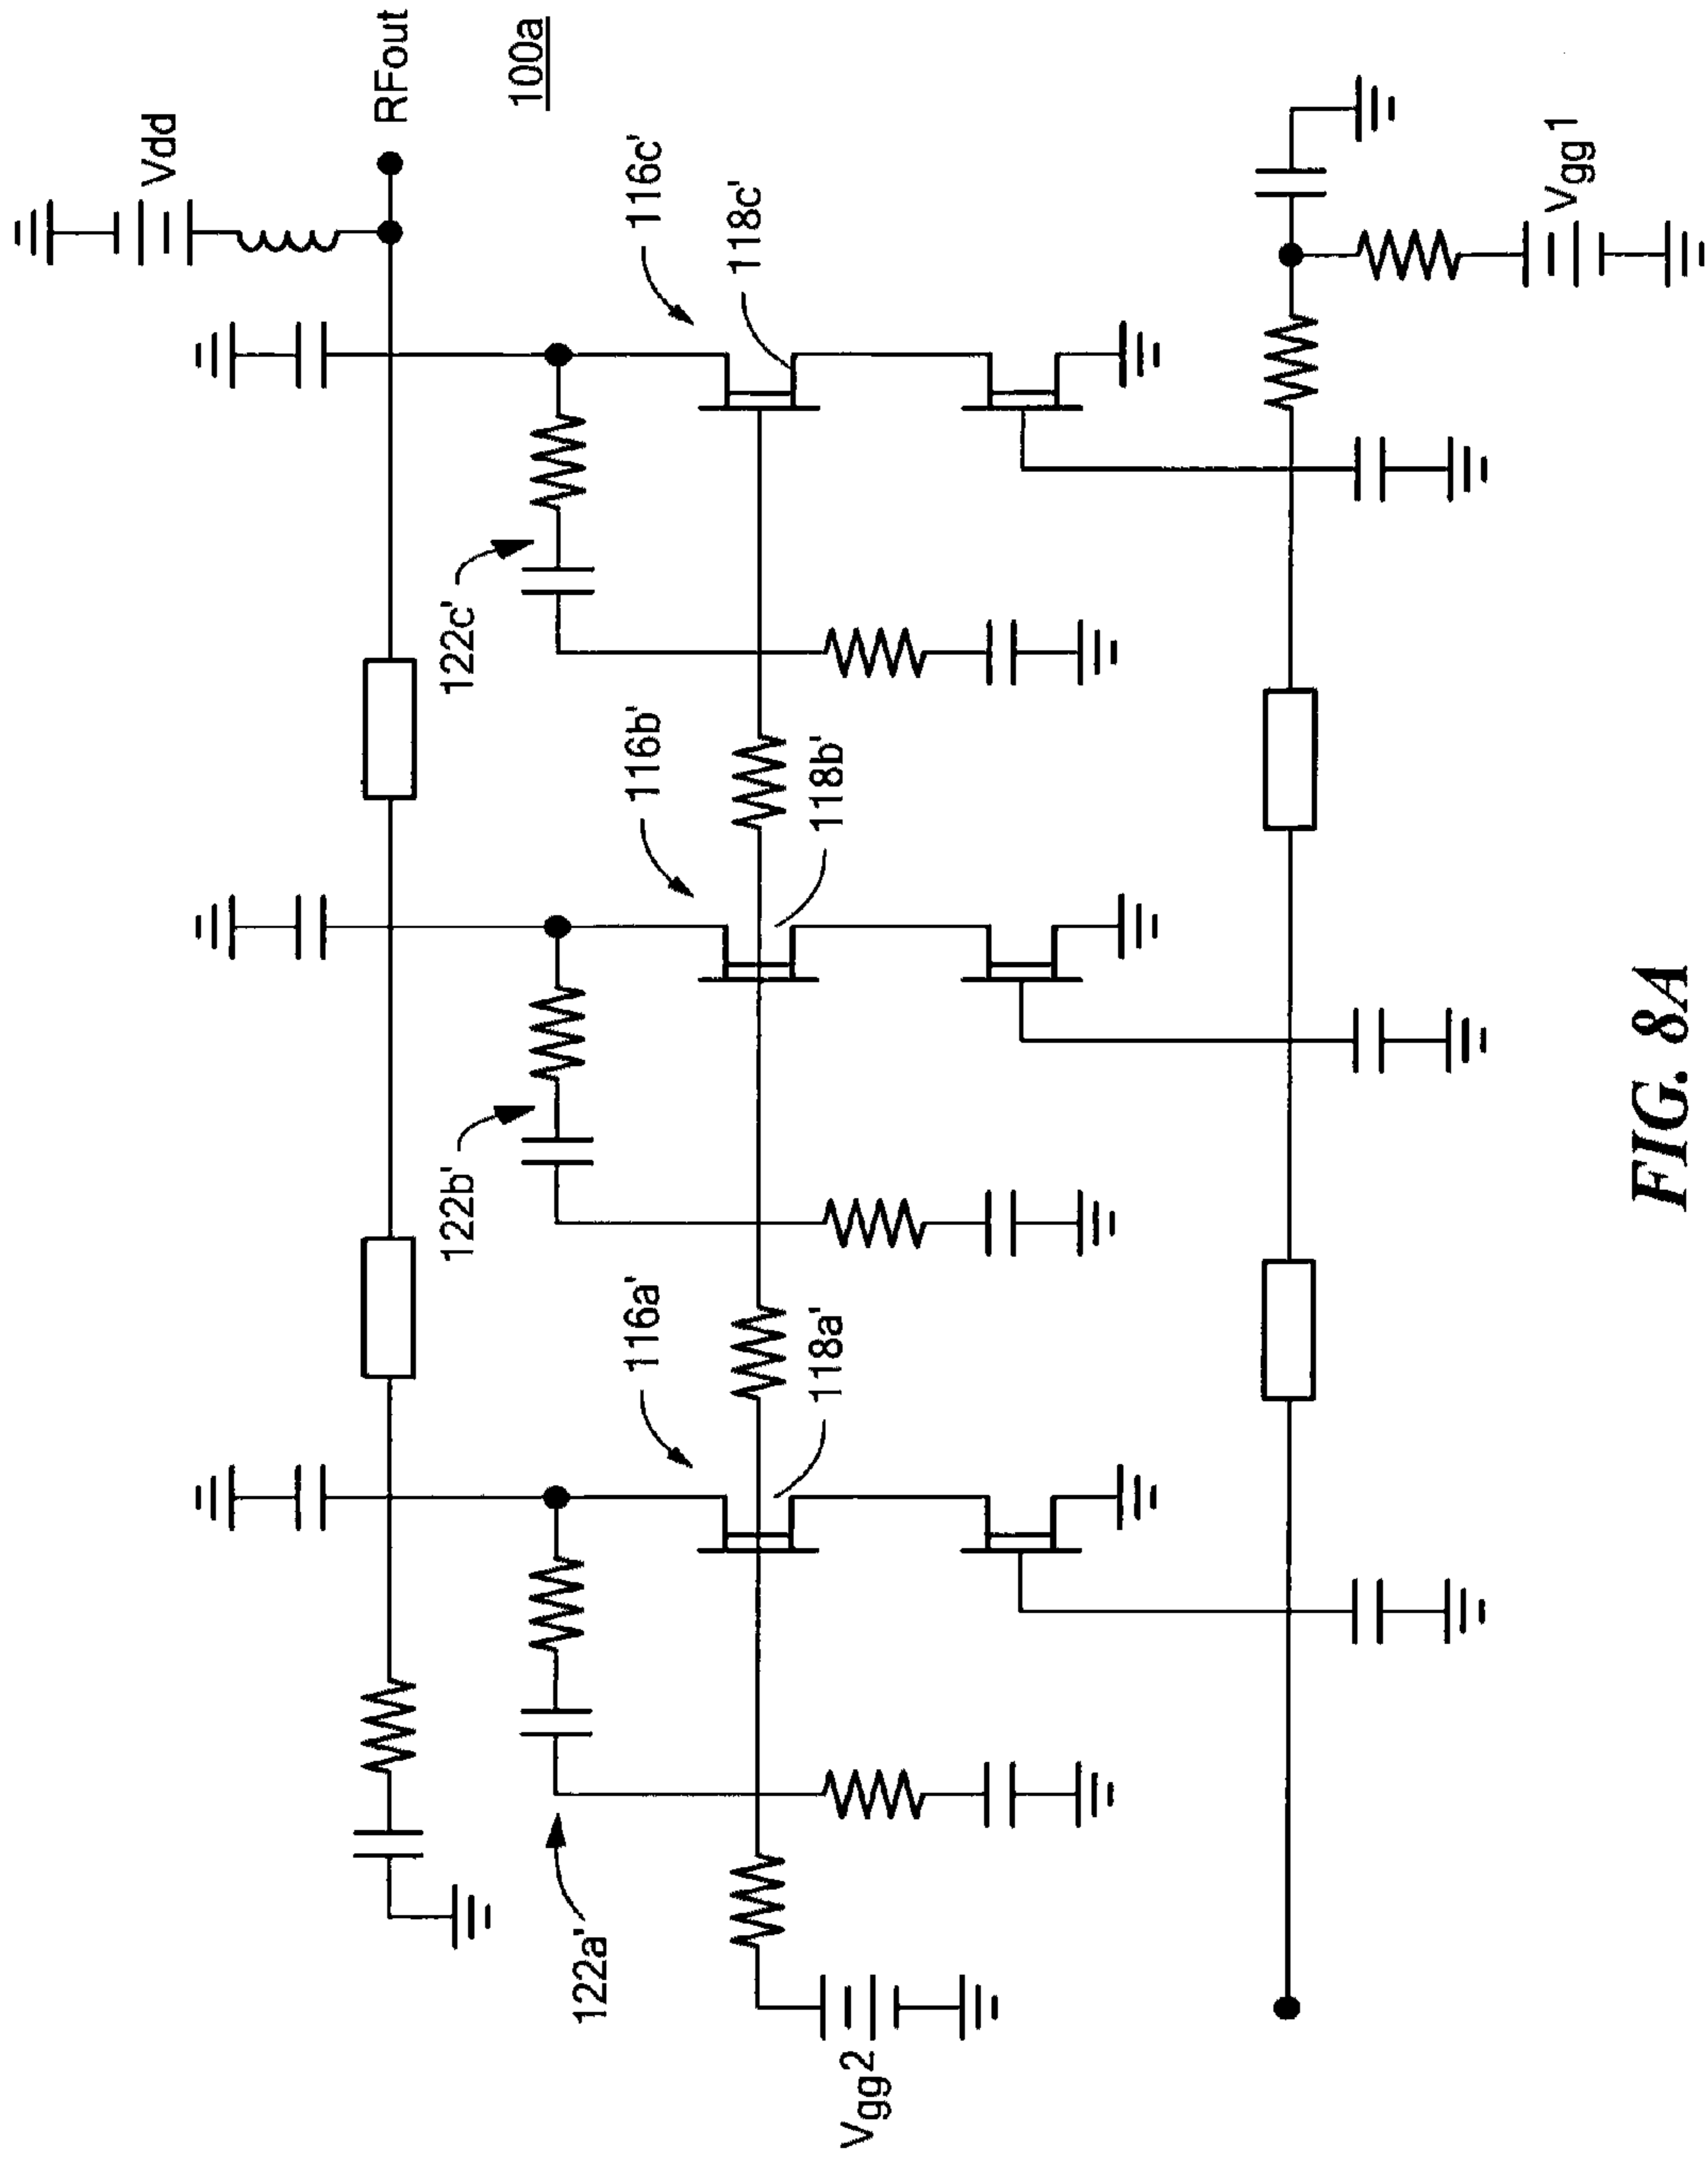 Vdd
RFout
100a
116c'
118c'
122c'
116b'
118b'
122b'
116a'
118a'
122a'
Vgg1
Vgg2
FIG. 8A